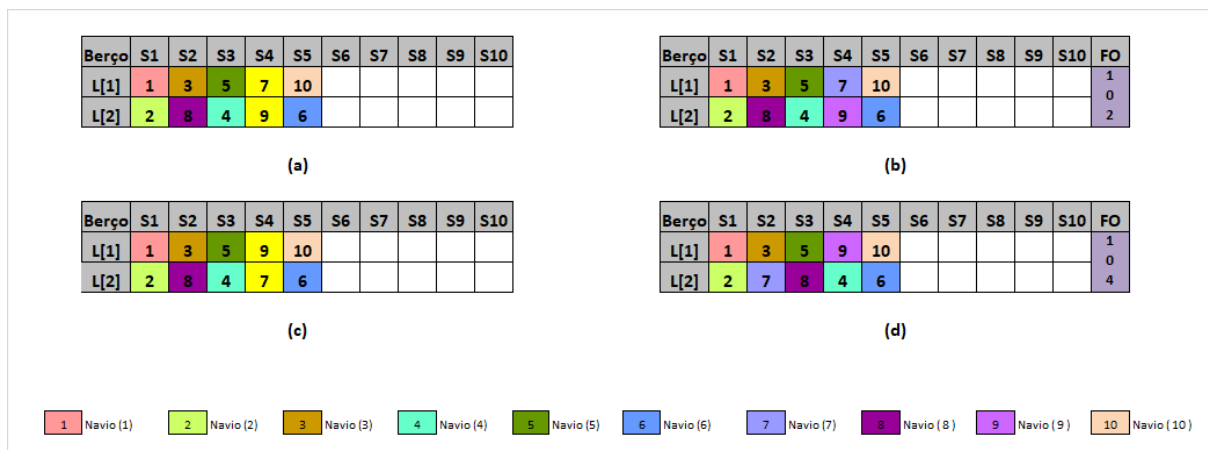 Berço S1 S2 S3 S4 S5 S6 S7 S8 S9 S10
L[1] 1 3 5 7 10
L[2] 2 8 4 9 6
(a)
Berço S1 S2 S3 S4 S5 S6 S7 S8 S9 S10 FO
L[1] 1 3 5 7 10
L[2] 2 8 4 9 6
1
0
2
(b)
Berço S1 S2 S3 S4 S5 S6 S7 S8 S9 S10
L[1] 1 3 5 9 10
L[2] 2 8 4 7 6
(c)
Berço S1 S2 S3 S4 S5 S6 S7 S8 S9 S10 FO
L[1] 1 3 5 9 10
L[2] 2 7 8 4 6
1
0
4
(d)
1 Navio (1) 2 Navio (2) 3 Navio (3) 4 Navio (4) 5 Navio (5) 6 Navio (6) 7 Navio (7) 8 Navio ( 8 ) 9 Navio ( 9 ) 10 Navio ( 10 )